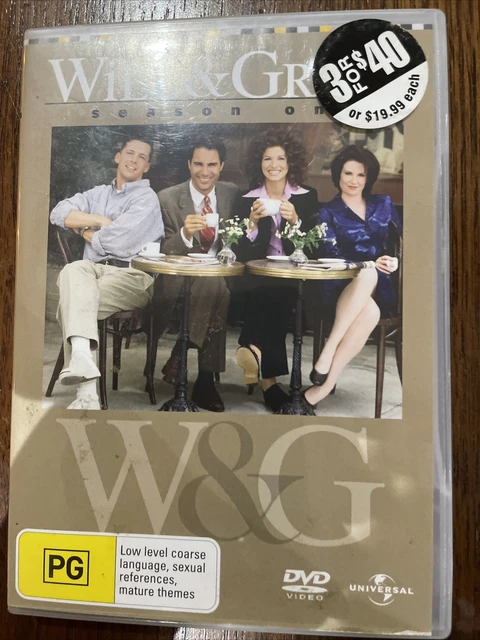 WILL & GR
season on
3 FOR $40
or $19.99 each
W&G
PG
Low level coarse
language, sexual
references,
mature themes
DVD
VIDEO
UNIVERSAL